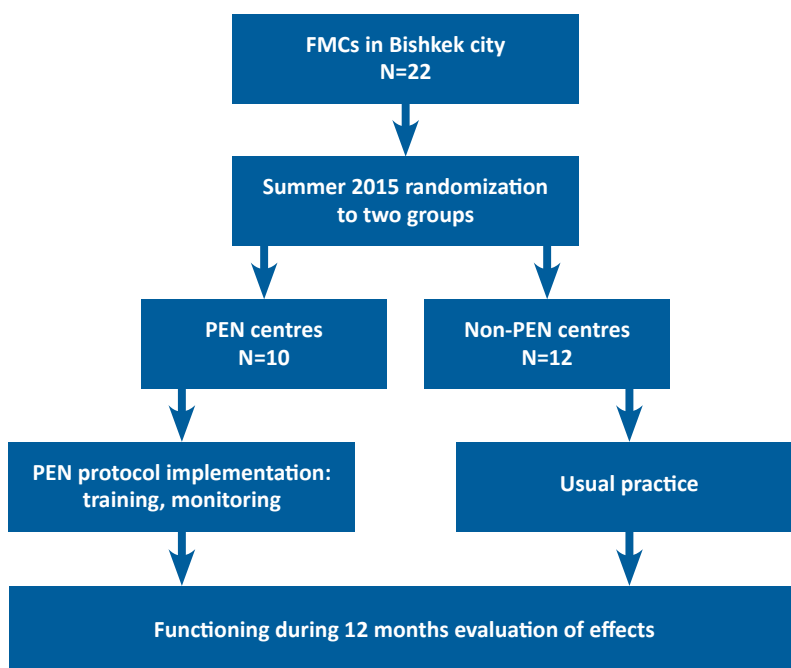 FMCs in Bishkek city
N=22
Summer 2015 randomization
to two groups
PEN centres
N=10
Non-PEN centres
N=12
PEN protocol implementation:
training, monitoring
Usual practice
Functioning during 12 months evaluation of effects